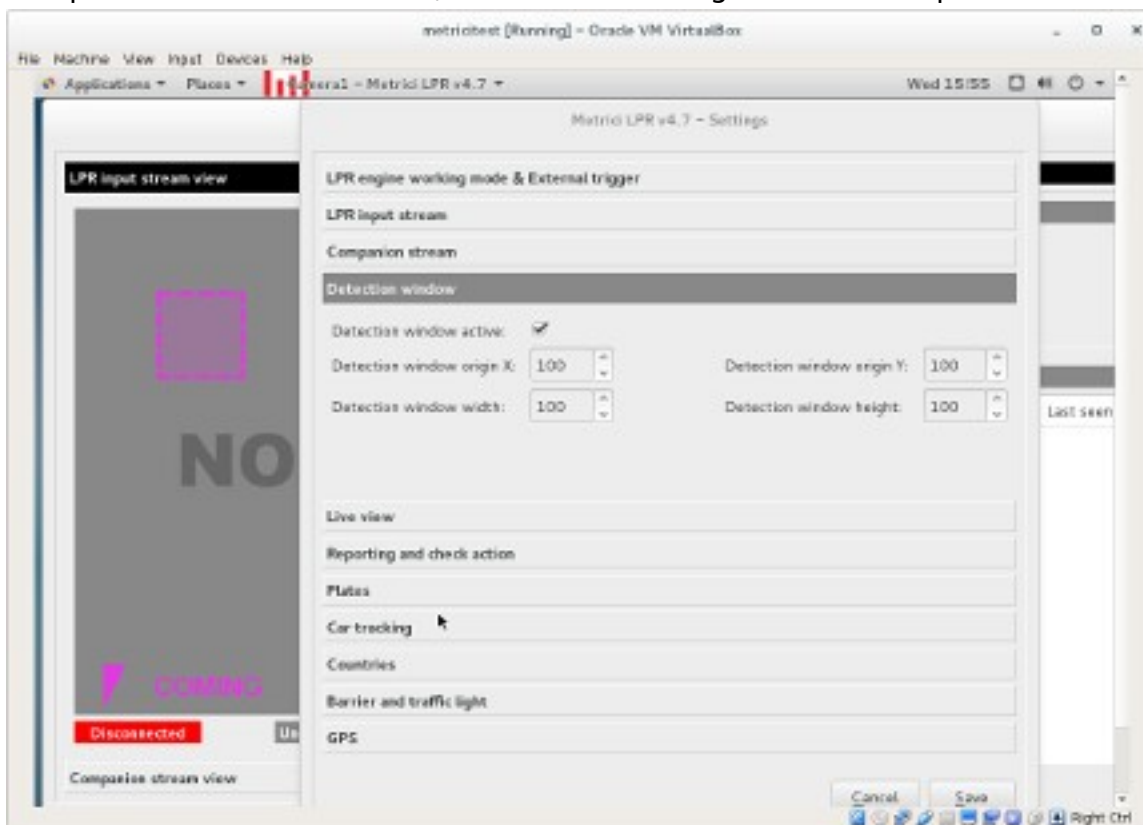 metricitest [Running] - Oracle VM VirtualBox
File Machine View Input Devices Help
Applications Places Camera1 - Metrici LPR v4.7 Wed 15:55
Metrici LPR v4.7 - Settings
LPR input stream view
LPR engine working mode & External trigger
LPR input stream
Companion stream
Detection window
Detection window active:
Detection window origin X: 100 Detection window origin Y: 100
Detection window width: 100 Detection window height: 100
Last seen
NO
Live view
Reporting and check action
Plates
Car tracking
Countries
COMING
Barrier and traffic light
Disconnected
GPS
Companion stream view
Cancel Save
Right Ctrl